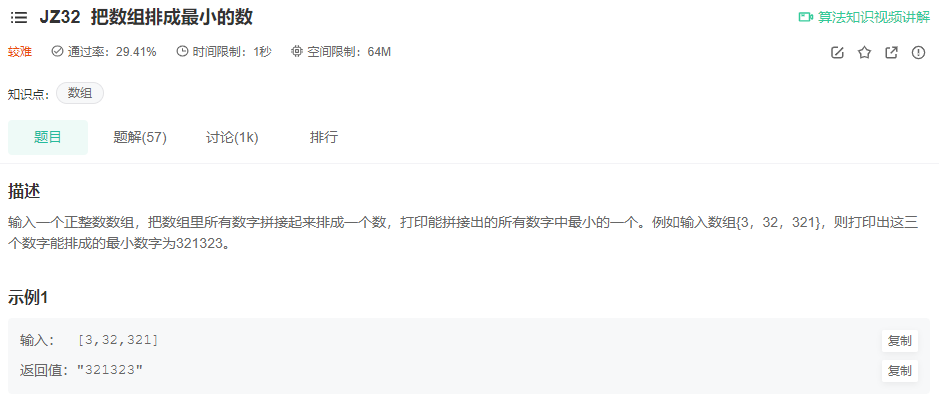 JZ32 把数组排成最小的数
算法知识视频讲解
较难 通过率：29.41% 时间限制：1秒 空间限制：64M
知识点： 数组
题目 题解(57) 讨论(1k) 排行
描述
输入一个正整数数组，把数组里所有数字拼接起来排成一个数，打印能拼接出的所有数字中最小的一个。例如输入数组{3，32，321}，则打印出这三
个数字能排成的最小数字为321323。
示例1
输入： [3,32,321] 复制
返回值："321323" 复制